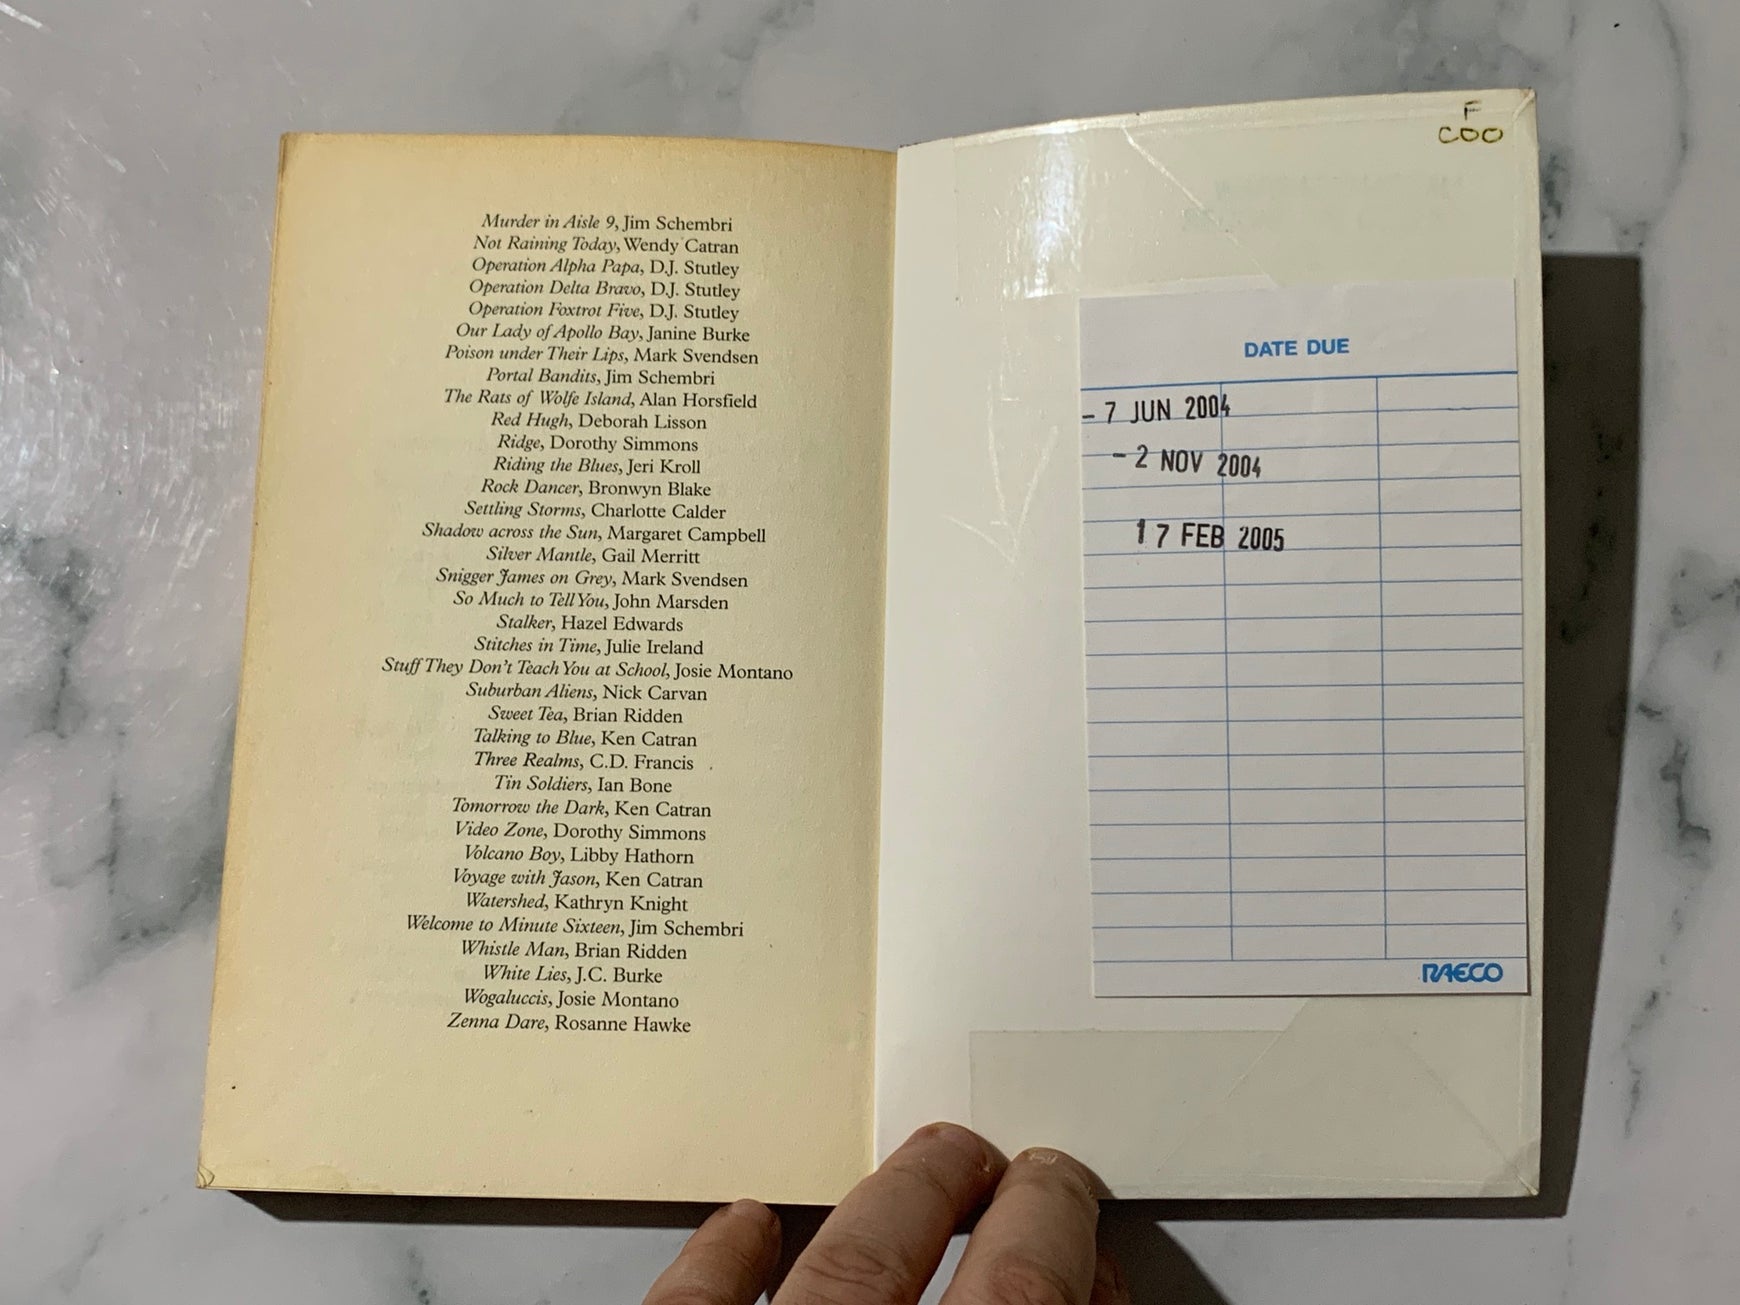 Murder in Aisle 9, Jim Schembri
Not Raining Today, Wendy Catran
Operation Alpha Papa, D.J. Stutley
Operation Delta Bravo, D.J. Stutley
Operation Foxtrot Five, D.J. Stutley
Our Lady of Apollo Bay, Janine Burke
Poison under Their Lips, Mark Svendsen
Portal Bandits, Jim Schembri
The Rats of Wolfe Island, Alan Horsfield
Red Hugh, Deborah Lisson
Ridge, Dorothy Simmons
Riding the Blues, Jeri Kroll
Rock Dancer, Bronwyn Blake
Settling Storms, Charlotte Calder
Shadow across the Sun, Margaret Campbell
Silver Mantle, Gail Merritt
Snigger James on Grey, Mark Svendsen
So Much to Tell You, John Marsden
Stalker, Hazel Edwards
Stitches in Time, Julie Ireland
Stuff They Don't Teach You at School, Josie Montano
Suburban Aliens, Nick Carvan
Sweet Tea, Brian Ridden
Talking to Blue, Ken Catran
Three Realms, C.D. Francis
Tin Soldiers, Ian Bone
Tomorrow the Dark, Ken Catran
Video Zone, Dorothy Simmons
Volcano Boy, Libby Hathorn
Voyage with Jason, Ken Catran
Watershed, Kathryn Knight
Welcome to Minute Sixteen, Jim Schembri
Whistle Man, Brian Ridden
White Lies, J.C. Burke
Wogaluccis, Josie Montano
Zenna Dare, Rosanne Hawke
F
COO
DATE DUE
- 7 JUN 2004
- 2 NOV 2004
17 FEB 2005
RAECO